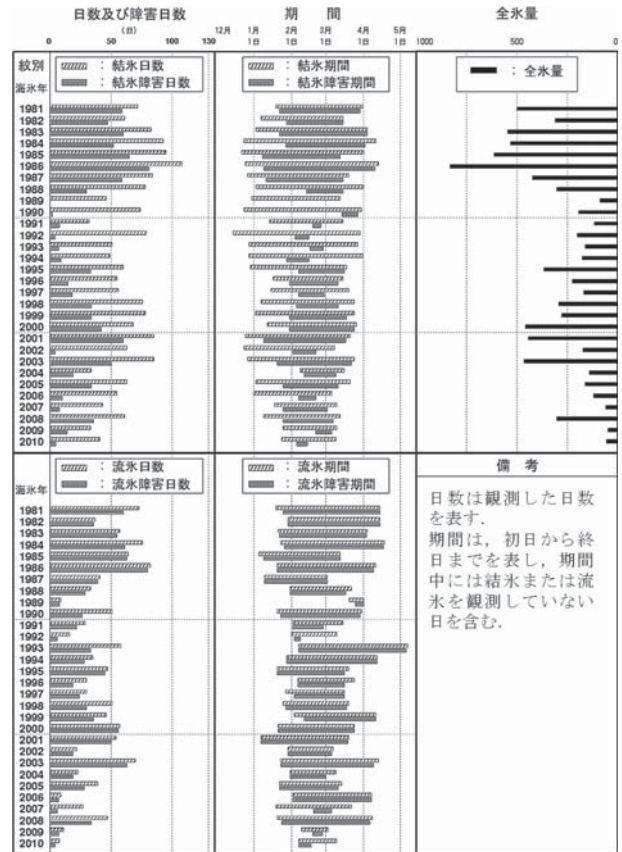 日数及び障害日数
(日)
0 50 100 130
期間
12月 1月 2月 3月 4月 5月
1日 1日 1日 1日 1日 1日
全氷量
1000 500 0
紋別
海氷年
：結氷日数
：結氷障害日数
：結氷期間
：結氷障害期間
：全氷量
1981
1982
1983
1984
1985
1986
1987
1988
1989
1990
1991
1992
1993
1994
1995
1996
1997
1998
1999
2000
2001
2002
2003
2004
2005
2006
2007
2008
2009
2010
海氷年
：流氷日数
：流氷障害日数
：流氷期間
：流氷障害期間
1981
1982
1983
1984
1985
1986
1987
1988
1989
1990
1991
1992
1993
1994
1995
1996
1997
1998
1999
2000
2001
2002
2003
2004
2005
2006
2007
2008
2009
2010
備考
日数は観測した日数
を表す．
期間は，初日から終
日までを表し，期間
中には結氷または流
氷を観測していない
日を含む．